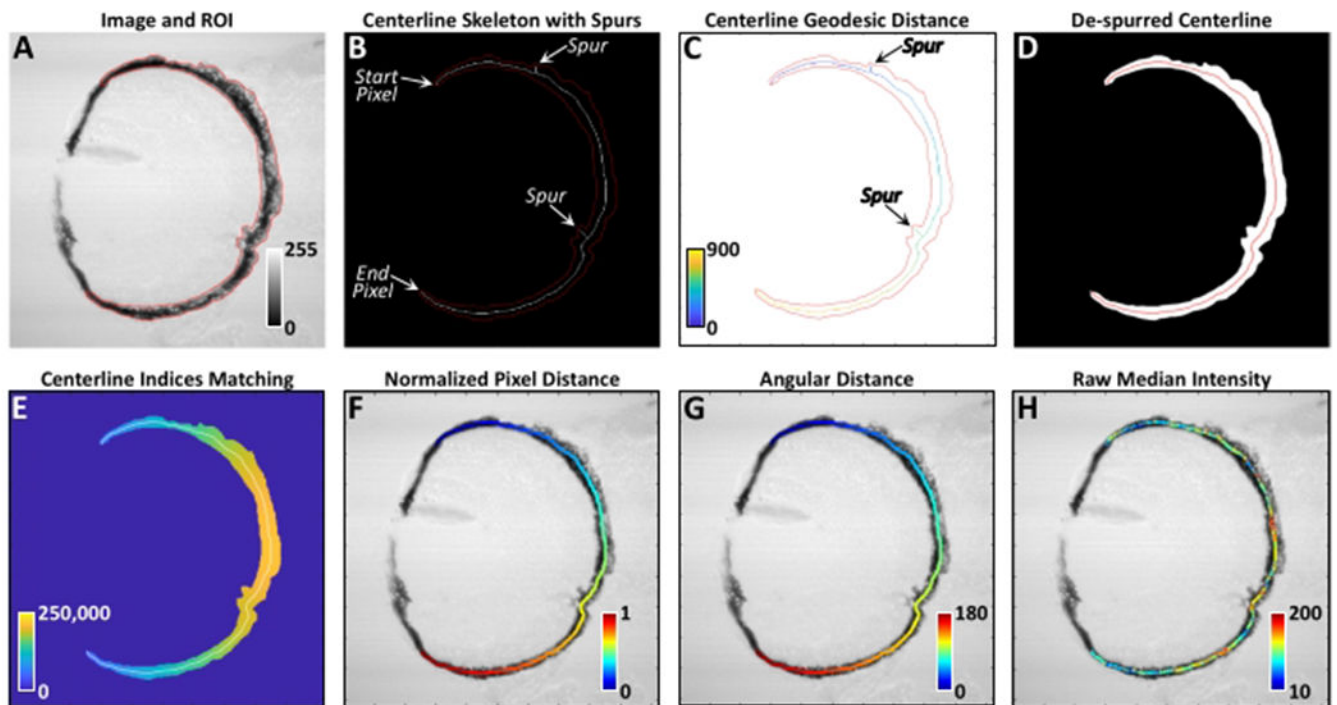 Image and ROI
Centerline Skeleton with Spurs
Centerline Geodesic Distance
De-spurred Centerline
A
255
0
B
Spur
Start
Pixel
Spur
End
Pixel
C
Spur
Spur
900
0
D
Centerline Indices Matching
Normalized Pixel Distance
Angular Distance
Raw Median Intensity
E
250,000
0
F
1
0
G
180
0
H
200
10